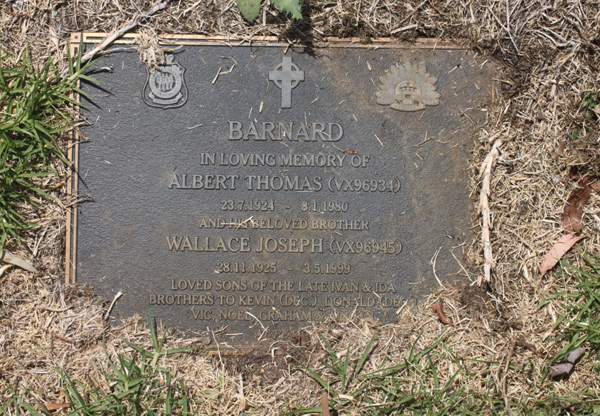 BARNARD
IN LOVING MEMORY OF
ALBERT THOMAS (VX96934)
23.7.1924 - 8.1.1980
AND HIS BELOVED BROTHER
WALLACE JOSEPH (VX96945)
28.11.1925 - 3.5.1999
LOVED SONS OF THE LATE IVAN & IDA
BROTHERS TO KEVIN (DEC.), DONALD
VIC, NOEL, GRAHAM